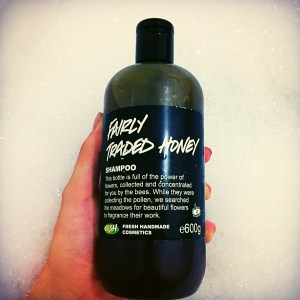 FAIRLY
TRADED HONEY
SHAMPOO
This bottle is full of the power of
flowers, collected and concentrated
for you by the bees. While they were
collecting the pollen, we searched
the meadows for beautiful flowers
to fragrance their work.
LUSH FRESH HANDMADE
COSMETICS
e600g